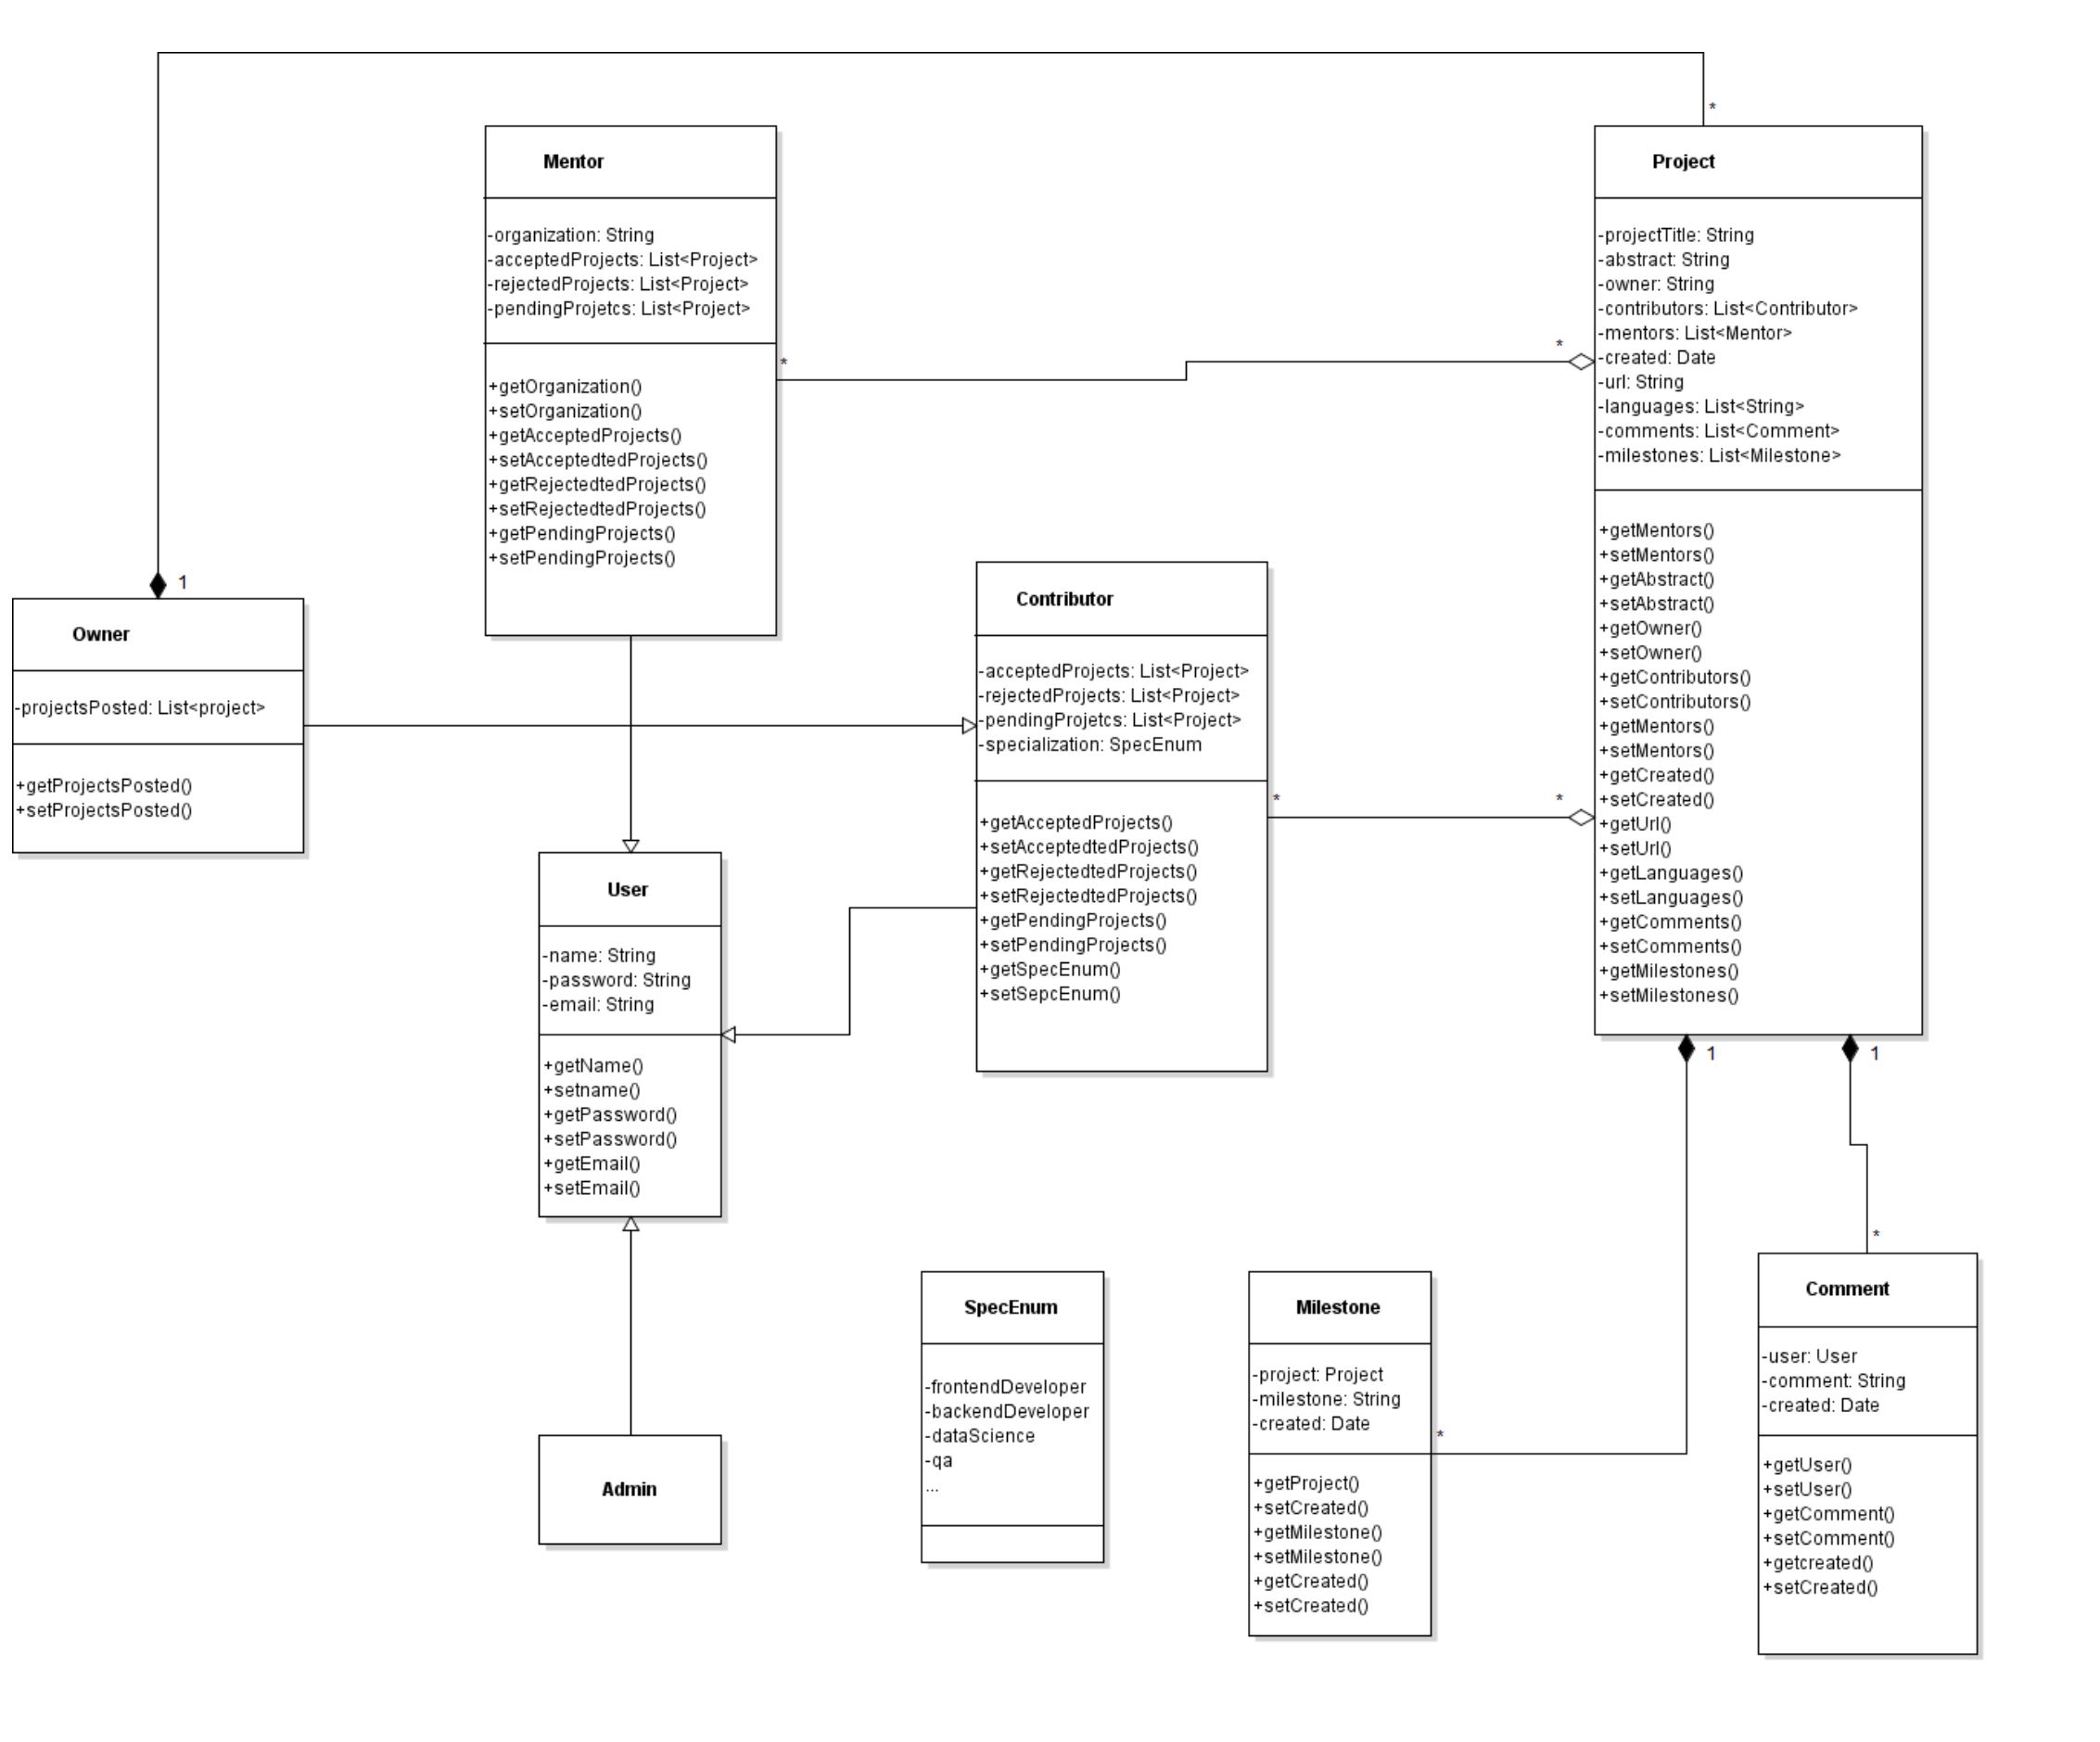 *
Mentor
-organization: String
-acceptedProjects: List<Project>
-rejectedProjects: List<Project>
-pendingProjetcs: List<Project>
+getOrganization()
+setOrganization()
+getAcceptedProjects()
+setAcceptedtedProjects()
+getRejectedtedProjects()
+setRejectedtedProjects()
+getPendingProjects()
+setPendingProjects()
*
*
Project
-projectTitle: String
-abstract: String
-owner: String
-contributors: List<Contributor>
-mentors: List<Mentor>
-created: Date
-url: String
-languages: List<String>
-comments: List<Comment>
-milestones: List<Milestone>
+getMentors()
+setMentors()
+getAbstract()
+setAbstract()
+getOwner()
+setOwner()
+getContributors()
+setContributors()
+getMentors()
+setMentors()
+getCreated()
+setCreated()
+getUrl()
+setUrl()
+getLanguages()
+setLanguages()
+getComments()
+setComments()
+getMilestones()
+setMilestones()
1
Owner
-projectsPosted: List<project>
+getProjectsPosted()
+setProjectsPosted()
Contributor
-acceptedProjects: List<Project>
-rejectedProjects: List<Project>
-pendingProjetcs: List<Project>
-specialization: SpecEnum
+getAcceptedProjects()
+setAcceptedtedProjects()
+getRejectedtedProjects()
+setRejectedtedProjects()
+getPendingProjects()
+setPendingProjects()
+getSpecEnum()
+setSepcEnum()
*
*
User
-name: String
-password: String
-email: String
+getName()
+setname()
+getPassword()
+setPassword()
+getEmail()
+setEmail()
1
1
*
Admin
SpecEnum
-frontendDeveloper
-backendDeveloper
-dataScience
-qa
...
Milestone
-project: Project
-milestone: String
-created: Date
+getProject()
+setCreated()
+getMilestone()
+setMilestone()
+getCreated()
+setCreated()
*
Comment
-user: User
-comment: String
-created: Date
+getUser()
+setUser()
+getComment()
+setComment()
+getcreated()
+setCreated()